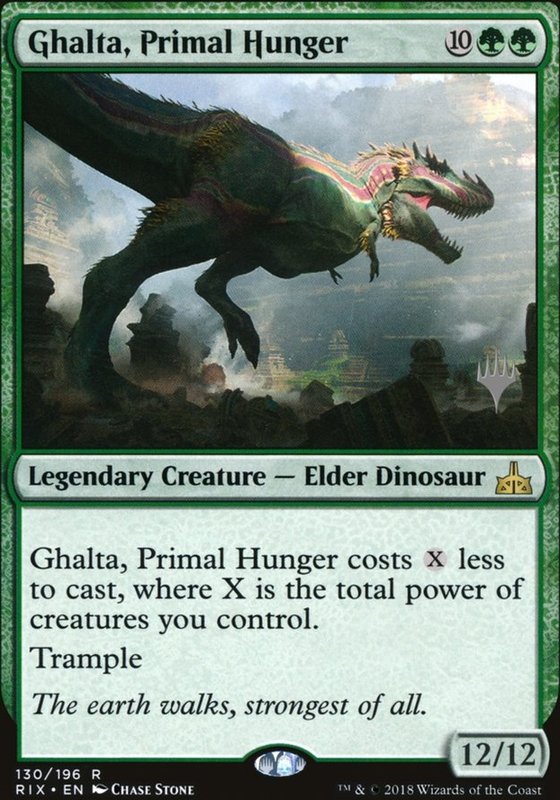 Ghalta, Primal Hunger 10
Legendary Creature — Elder Dinosaur
Ghalta, Primal Hunger costs X less
to cast, where X is the total power of
creatures you control.
Trample
The earth walks, strongest of all.
12/12
130/196 R
RIX • EN Chase Stone
™ & © 2018 Wizards of the Coast